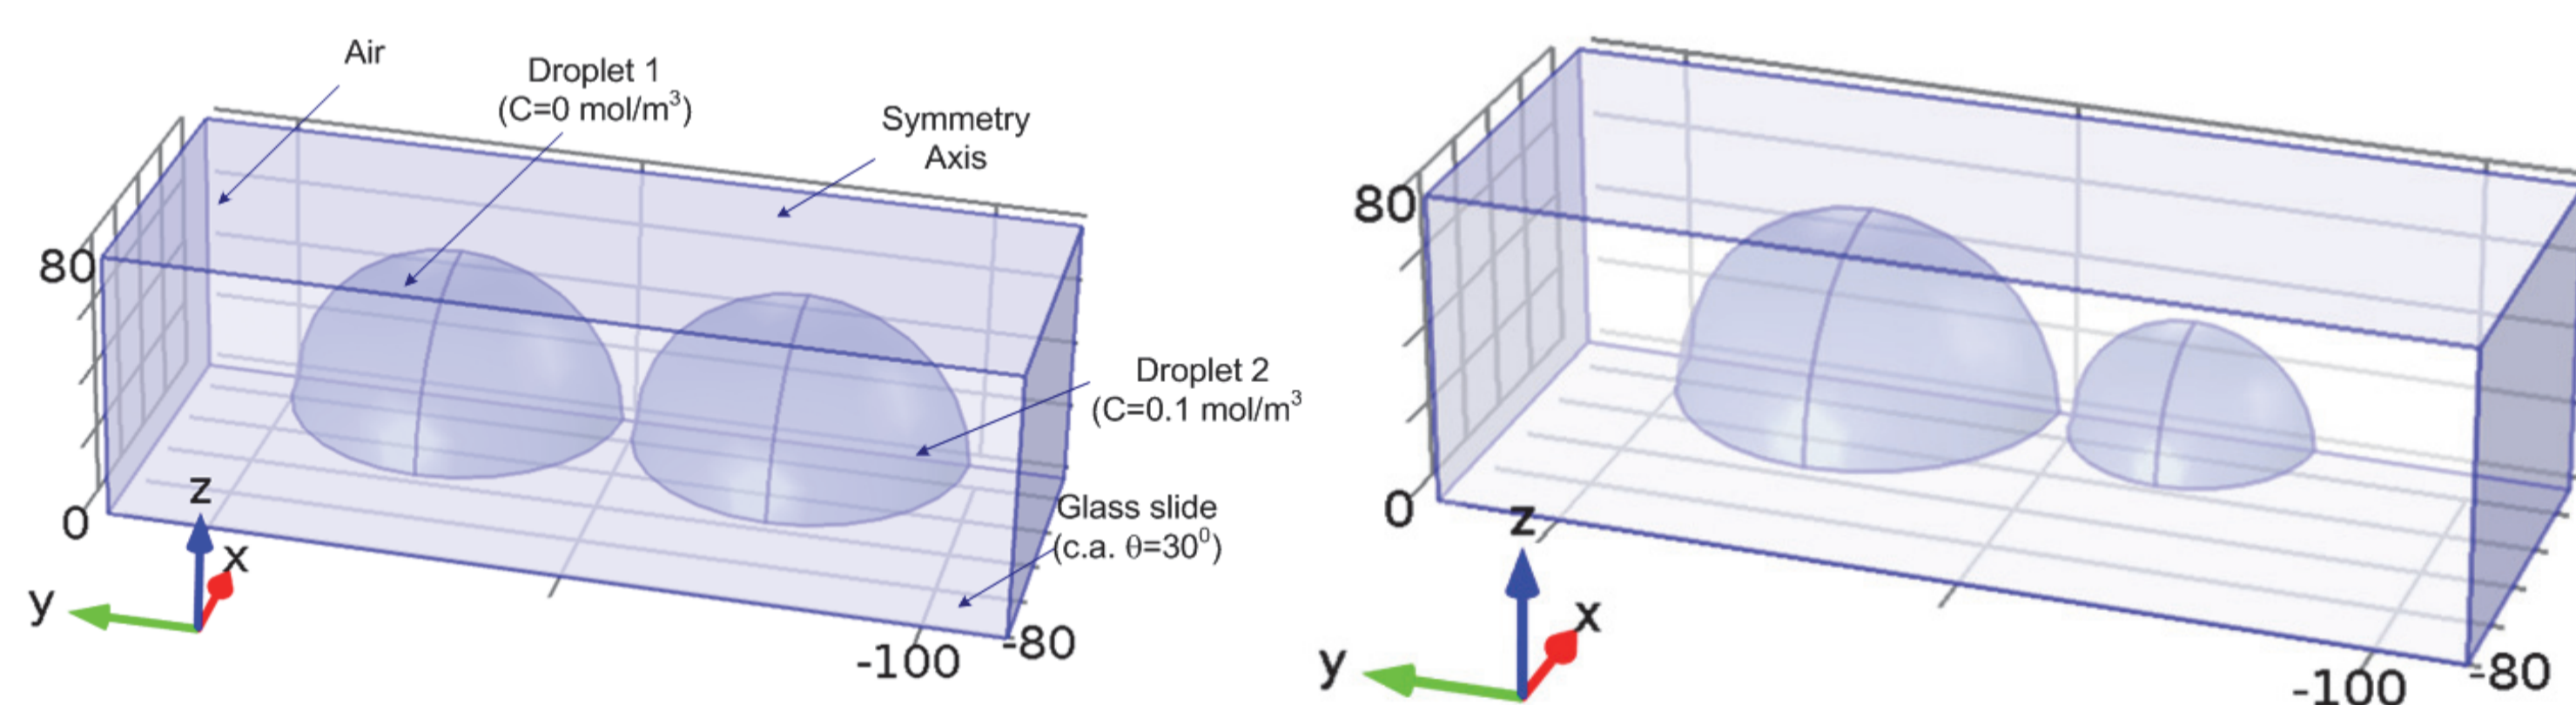 Air
Droplet 1
(C=0 mol/m³)
Symmetry
Axis
Droplet 2
(C=0.1 mol/m³
Glass slide
(c.a. θ=30⁰)
80
0
z
x
y
-100
-80
80
0
z
x
y
-100
-80